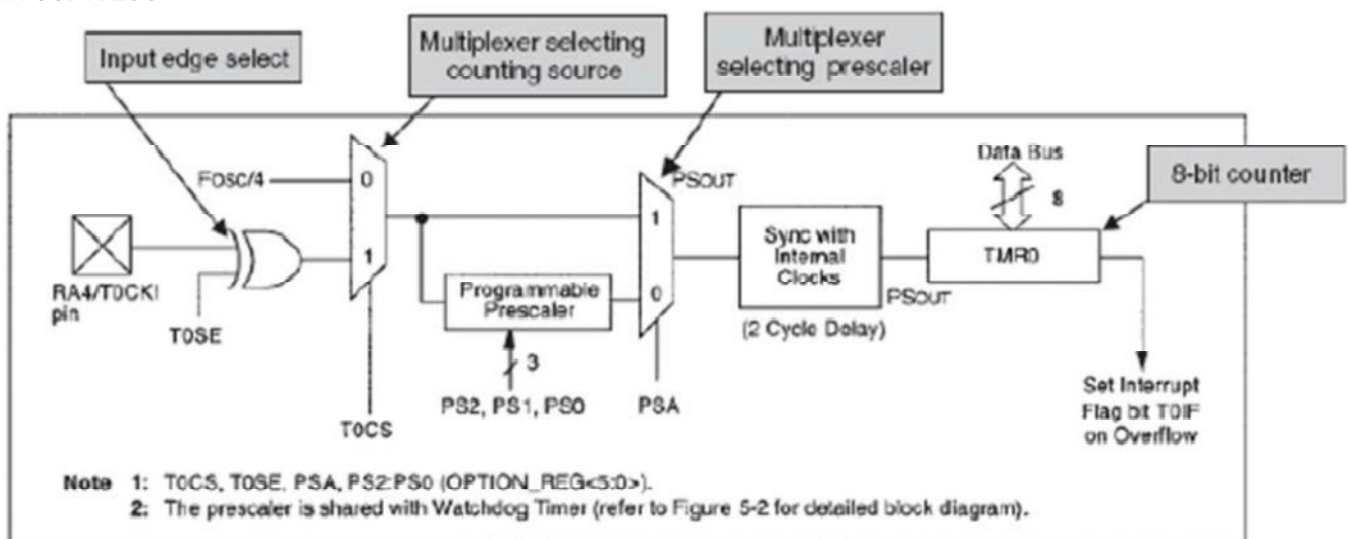 Input edge select
Multiplexer selecting
counting source
Multiplexer
selecting prescaler
8-bit counter
Data Bus
8
FOSC/4
0
1
RA4/T0CKI
pin
T0SE
T0CS
Programmable
Prescaler
3
PS2, PS1, PS0
PSOUT
1
0
PSA
Sync with
Internal
Clocks
(2 Cycle Delay)
PSOUT
TMR0
Set Interrupt
Flag bit T0IF
on Overflow
Note 1: T0CS, T0SE, PSA, PS2:PS0 (OPTION_REG<5:0>).
2: The prescaler is shared with Watchdog Timer (refer to Figure 5-2 for detailed block diagram).